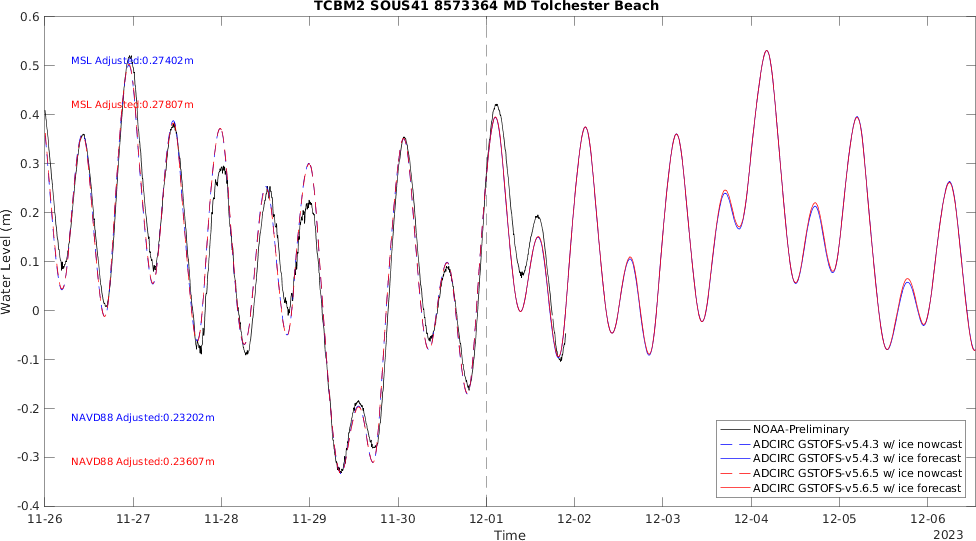 TCBM2 SOUS41 8573364 MD Tolchester Beach
0.6
0.5
0.4
0.3
0.2
0.1
0
-0.1
-0.2
-0.3
-0.4
Water Level (m)
MSL Adjusted:0.27402m
MSL Adjusted:0.27807m
NAVD88 Adjusted:0.23202m
NAVD88 Adjusted:0.23607m
NOAA-Preliminary
ADCIRC GSTOFS-v5.4.3 w/ ice nowcast
ADCIRC GSTOFS-v5.4.3 w/ ice forecast
ADCIRC GSTOFS-v5.6.5 w/ ice nowcast
ADCIRC GSTOFS-v5.6.5 w/ ice forecast
11-26 11-27 11-28 11-29 11-30 12-01 12-02 12-03 12-04 12-05 12-06
Time
2023